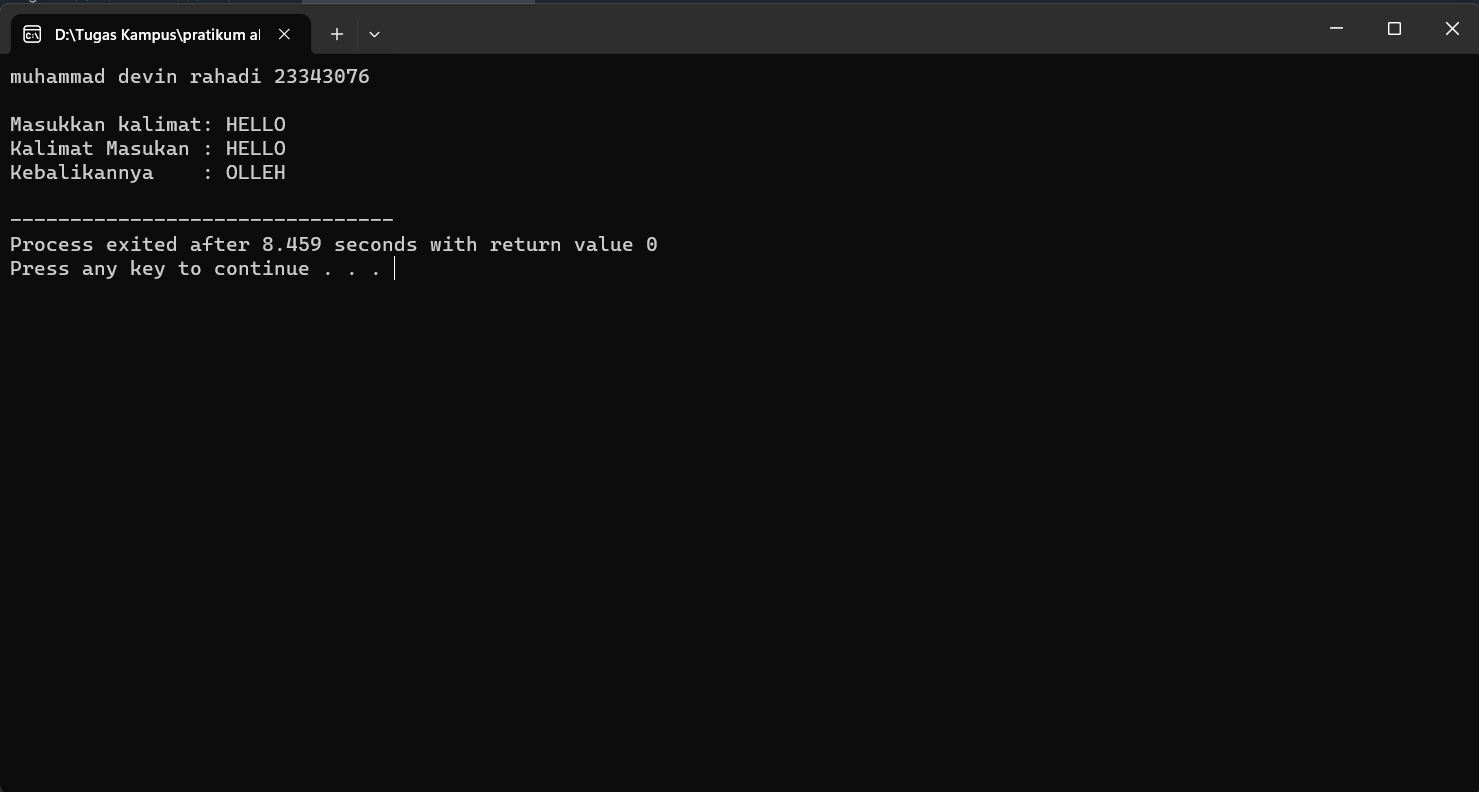 D:\Tugas Kampus\pratikum al
muhammad devin rahadi 23343076
Masukkan kalimat: HELLO
Kalimat Masukan : HELLO
Kebalikannya    : OLLEH
--------------------------------
Process exited after 8.459 seconds with return value 0
Press any key to continue . . .